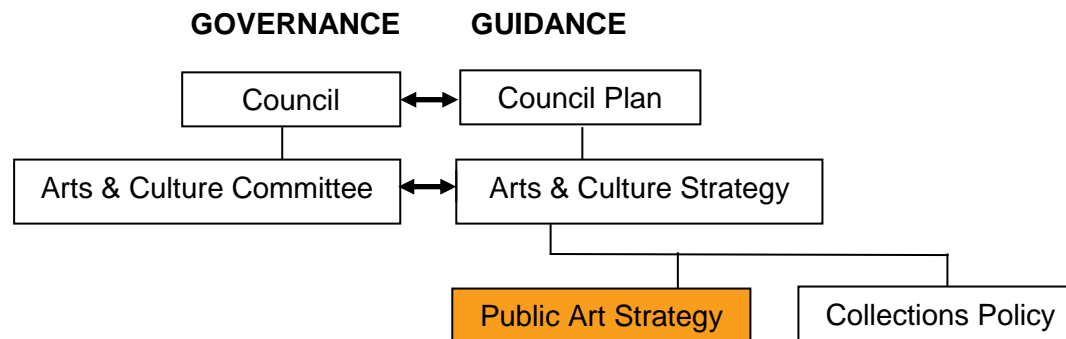 GOVERNANCE GUIDANCE
Council Council Plan
Arts & Culture Committee Arts & Culture Strategy
Public Art Strategy Collections Policy